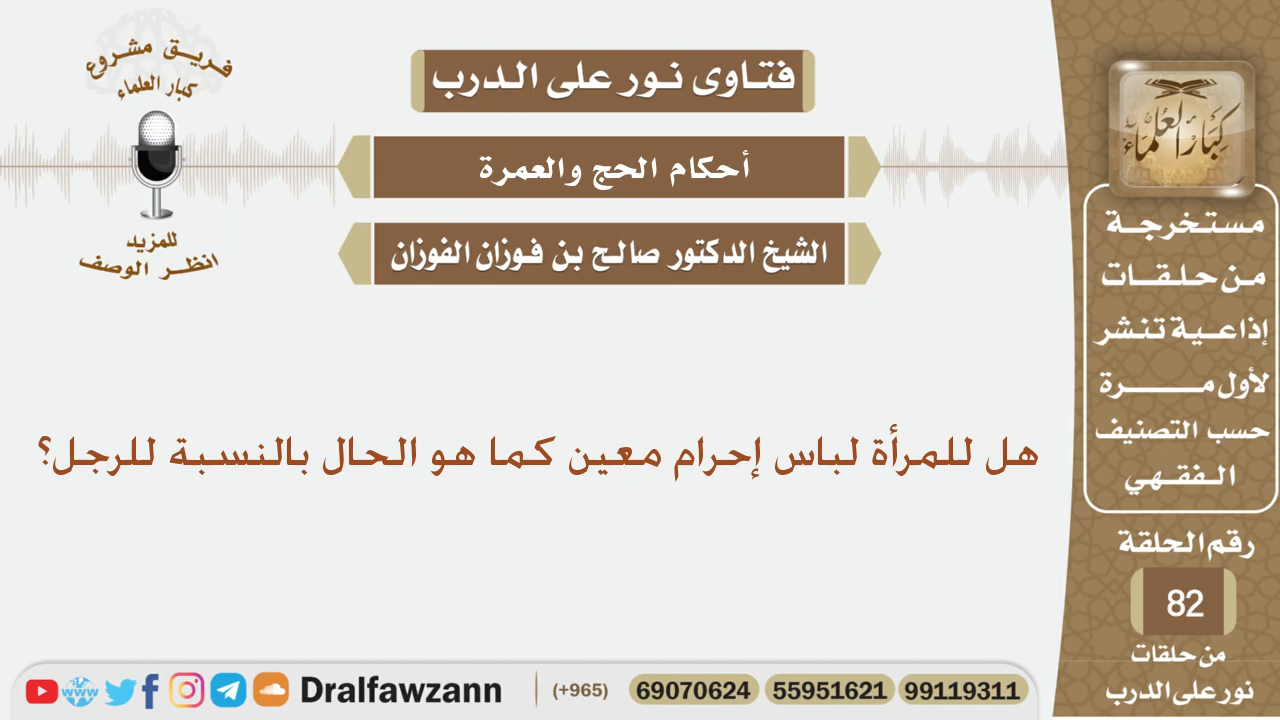 فريق مشروع
كبار العلماء
للمزيد
انظر الوصف
فتاوى نور على الدرب
أحكام الحج والعمرة
الشيخ الدكتور صالح بن فوزان الفوزان
هل للمرأة لباس إحرام معين كما هو الحال بالنسبة للرجل؟
كبار العلماء
مستخرجة
من حلقات
إذاعية تنشر
لأول مرة
حسب التصنيف
الفقهي
رقم الحلقة
82
من حلقات
نور على الدرب
www Dralfawzann (+965) 69070624 55951621 99119311